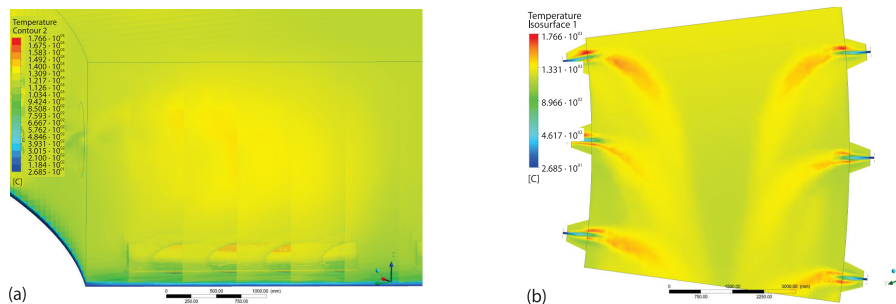 Temperature
Contour 2
1.766 · 10⁰³
1.675 · 10⁰³
1.583 · 10⁰³
1.492 · 10⁰³
1.400 · 10⁰³
1.309 · 10⁰³
1.217 · 10⁰³
1.126 · 10⁰³
1.034 · 10⁰³
9.424 · 10⁰²
8.508 · 10⁰²
7.593 · 10⁰²
6.667 · 10⁰²
5.762 · 10⁰²
4.846 · 10⁰²
3.931 · 10⁰²
3.015 · 10⁰²
2.100 · 10⁰²
1.184 · 10⁰²
2.685 · 10⁰¹
[C]
0
500.00
1000.00 (mm)
250.00
750.00
(a)
Temperature
Isosurface 1
1.766 · 10⁰³
1.331 · 10⁰³
8.966 · 10⁰²
4.617 · 10⁰²
2.685 · 10⁰¹
[C]
0
1500.00
3000.00 (mm)
750.00
2250.00
(b)